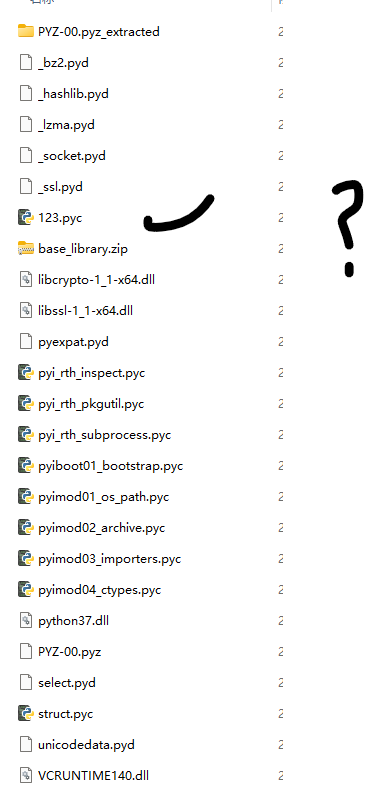 PYZ-00.pyz_extracted
_bz2.pyd
_hashlib.pyd
_lzma.pyd
_socket.pyd
_ssl.pyd
123.pyc
?
base_library.zip
libcrypto-1_1-x64.dll
libssl-1_1-x64.dll
pyexpat.pyd
pyi_rth_inspect.pyc
pyi_rth_pkgutil.pyc
pyi_rth_subprocess.pyc
pyiboot01_bootstrap.pyc
pyimod01_os_path.pyc
pyimod02_archive.pyc
pyimod03_importers.pyc
pyimod04_ctypes.pyc
python37.dll
PYZ-00.pyz
select.pyd
struct.pyc
unicodedata.pyd
VCRUNTIME140.dll